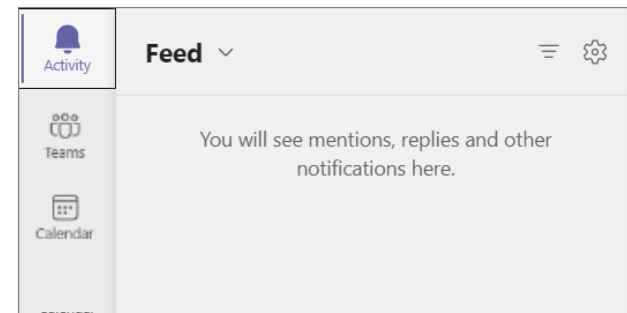 Activity
Feed
You will see mentions, replies and other
notifications here.
Teams
Calendar